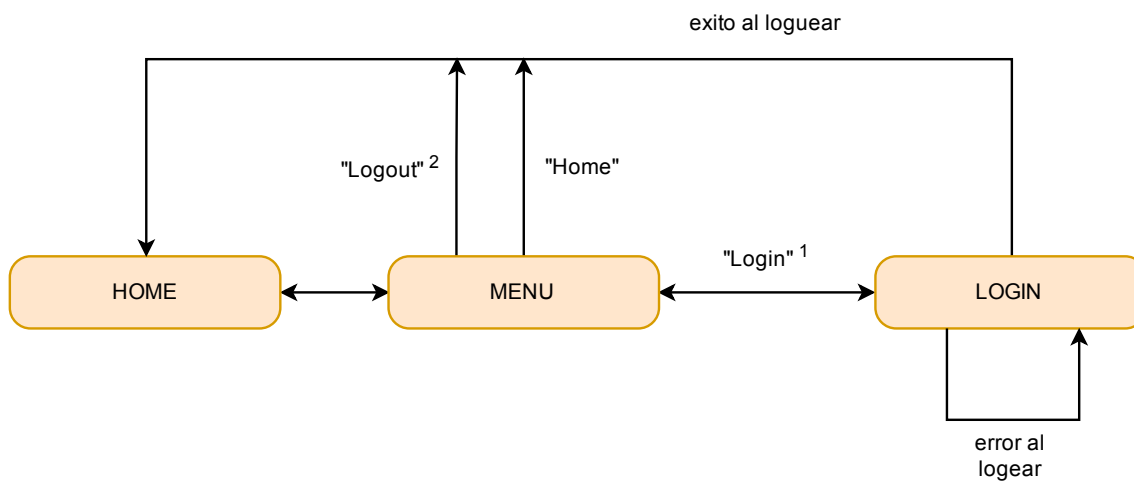 exito al loguear
"Logout" 2
"Home"
"Login" 1
HOME
MENU
LOGIN
error al
logear